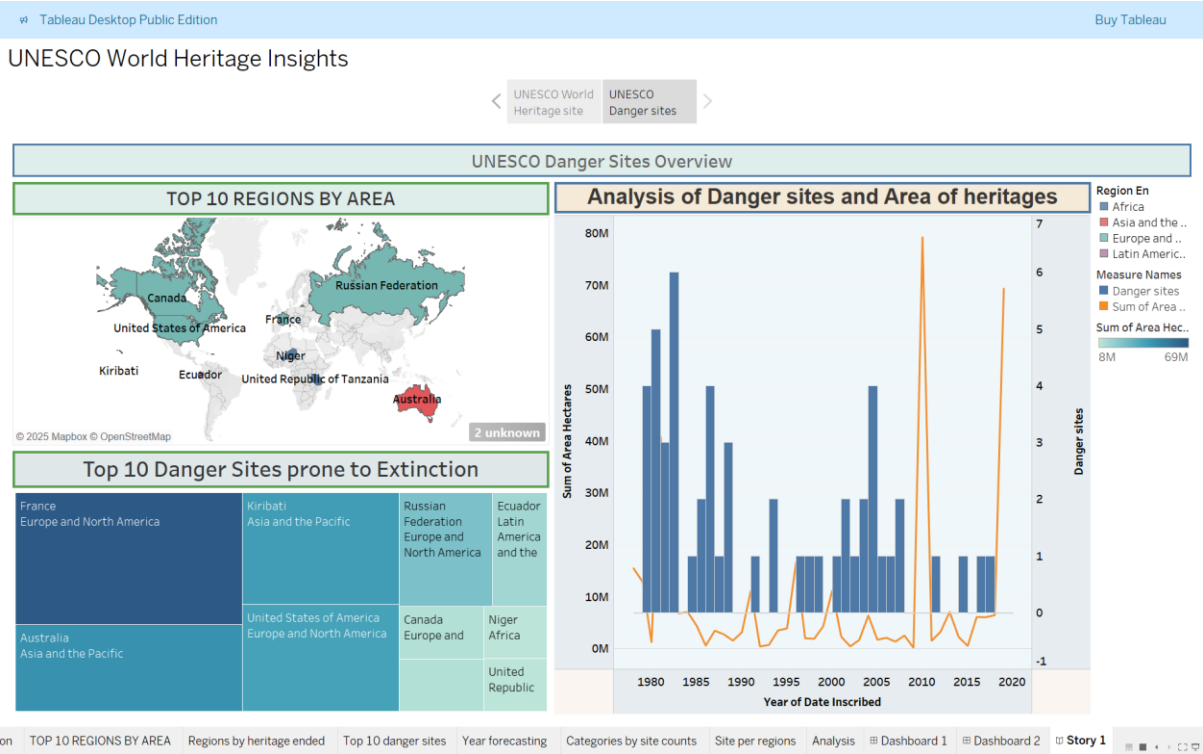 Tableau Desktop Public Edition
Buy Tableau
UNESCO World Heritage Insights
UNESCO World
Heritage site
UNESCO
Danger sites
UNESCO Danger Sites Overview
TOP 10 REGIONS BY AREA
Canada
Russian Federation
United States of America
France
Niger
Kiribati
Ecuador
United Republic of Tanzania
Australia
© 2025 Mapbox © OpenStreetMap
2 unknown
Top 10 Danger Sites prone to Extinction
France
Europe and North America
Australia
Asia and the Pacific
Kiribati
Asia and the Pacific
United States of America
Europe and North America
Russian
Federation
Europe and
North America
Ecuador
Latin
America
and the
Canada
Europe and
Niger
Africa
United
Republic
Analysis of Danger sites and Area of heritages
Sum of Area Hectares
80M
70M
60M
50M
40M
30M
20M
10M
0M
7
6
5
4
3
2
1
0
-1
Danger sites
1980 1985 1990 1995 2000 2005 2010 2015 2020
Year of Date Inscribed
Region En
Africa
Asia and the ..
Europe and ..
Latin Americ..
Measure Names
Danger sites
Sum of Area ..
Sum of Area Hec..
8M 69M
on TOP 10 REGIONS BY AREA Regions by heritage ended Top 10 danger sites Year forecasting Categories by site counts Site per regions Analysis Dashboard 1 Dashboard 2 Story 1